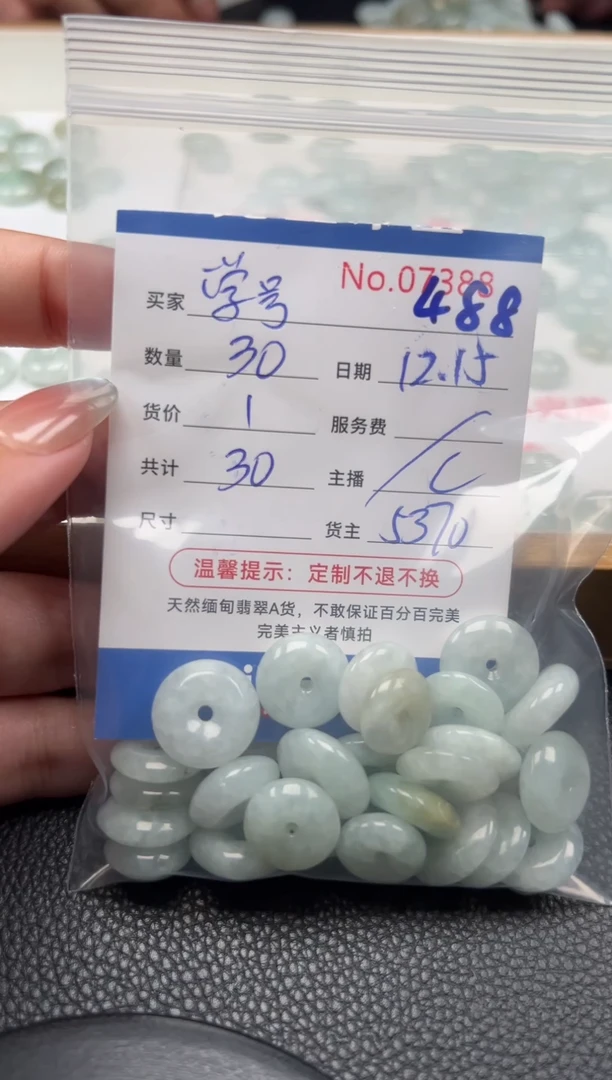 No.07388
买家 学号 488
数量 30 日期 12.15
货价 1 服务费 /
共计 30 主播 C
尺寸 货主 5370
温馨提示：定制不退不换
天然缅甸翡翠A货，不敢保证百分百完美
完美主义者慎拍